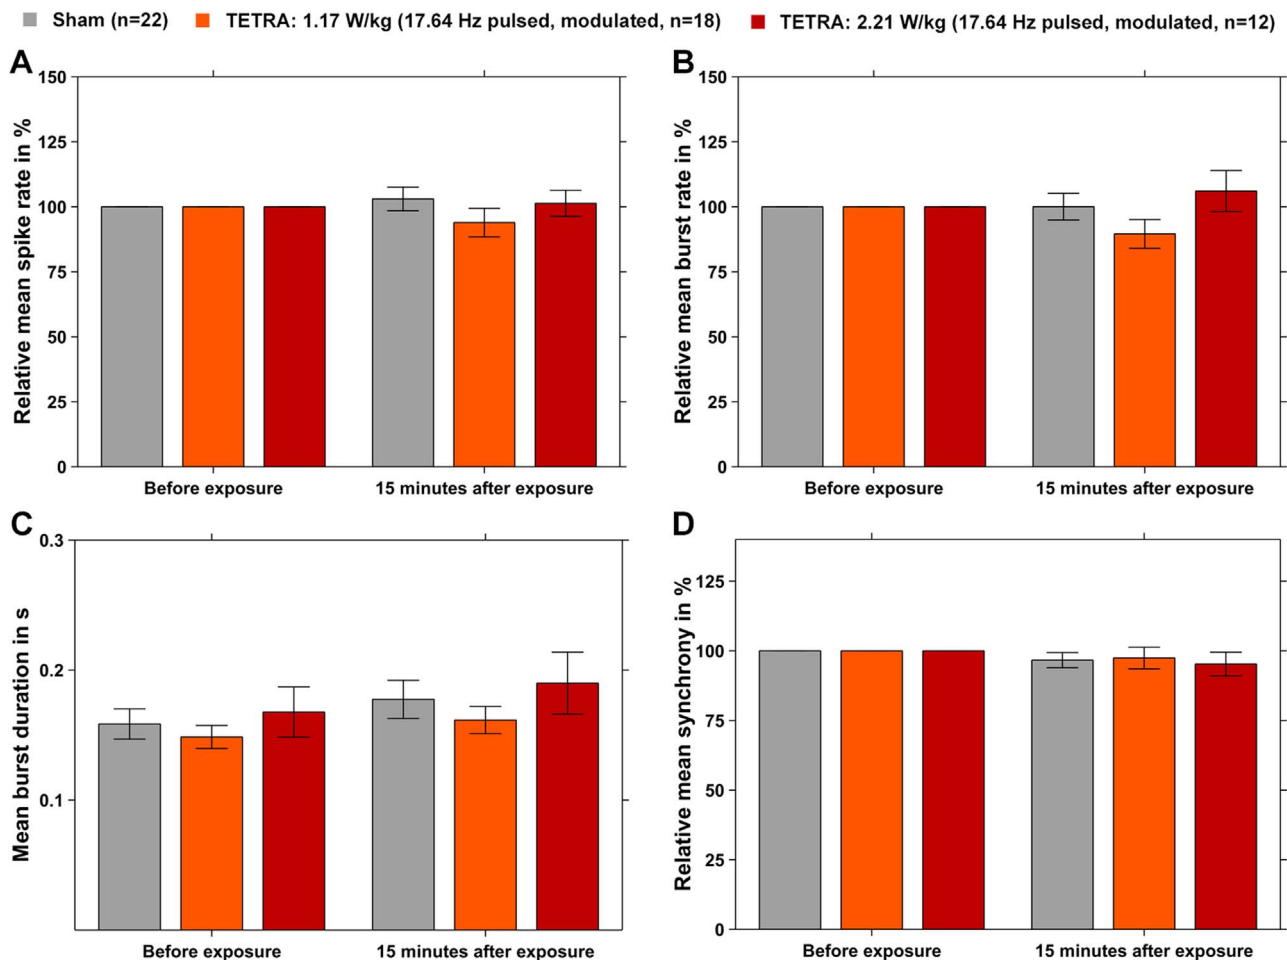 Sham (n=22) TETRA: 1.17 W/kg (17.64 Hz pulsed, modulated, n=18) TETRA: 2.21 W/kg (17.64 Hz pulsed, modulated, n=12)
A
Relative mean spike rate in %
150
125
100
75
50
25
0
Before exposure 15 minutes after exposure
B
Relative mean burst rate in %
150
125
100
75
50
25
0
Before exposure 15 minutes after exposure
C
Mean burst duration in s
0.3
0.2
0.1
Before exposure 15 minutes after exposure
D
Relative mean synchrony in %
125
100
75
50
25
0
Before exposure 15 minutes after exposure